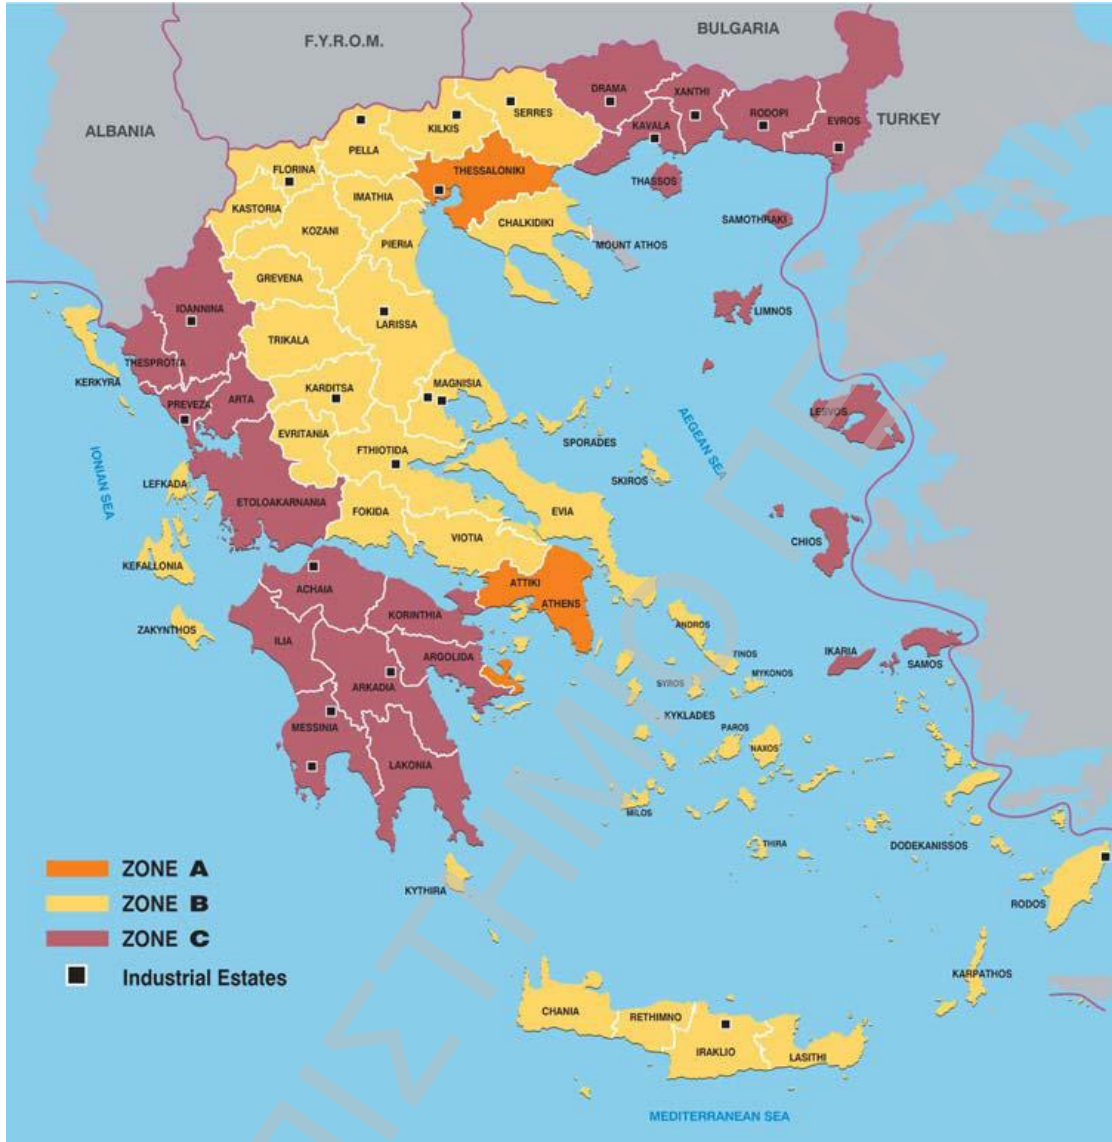 F.Y.R.O.M.
BULGARIA
ALBANIA
TURKEY
DRAMA
XANTHI
SERRES
KILKIS
KAVALA
RODOPI
EVROS
PELLA
FLORINA
THESSALONIKI
THASSOS
KASTORIA
IMATHIA
KOZANI
PIERIA
CHALKIDIKI
SAMOTHRAKI
MOUNT ATHOS
GREVENA
IOANNINA
LARISSA
LIMNOS
TRIKALA
THESPROTIA
KERKYRA
KARDITSA
MAGNISIA
PREVEZA
ARTA
LESVOS
EVRITANIA
SPORADES
AEGEAN SEA
FTHIOTIDA
IONIAN SEA
LEFKADA
SKIROS
ETOLOAKARNANIA
FOKIDA
EVIA
VIOTIA
CHIOS
KEFALLONIA
ACHAIA
ATTIKI
ATHENS
KORINTHIA
ZAKYNTHOS
ILIA
ANDROS
ARGOLIDA
TINOS
IKARIA
SAMOS
ARKADIA
SYROS
MYKONOS
KYKLADES
MESSINIA
PAROS
NAXOS
LAKONIA
MILOS
THIRA
DODEKANISSOS
ZONE A
ZONE B
ZONE C
Industrial Estates
KYTHIRA
RODOS
KARPATHOS
CHANIA
RETHIMNO
IRAKLIO
LASITHI
MEDITERRANEAN SEA